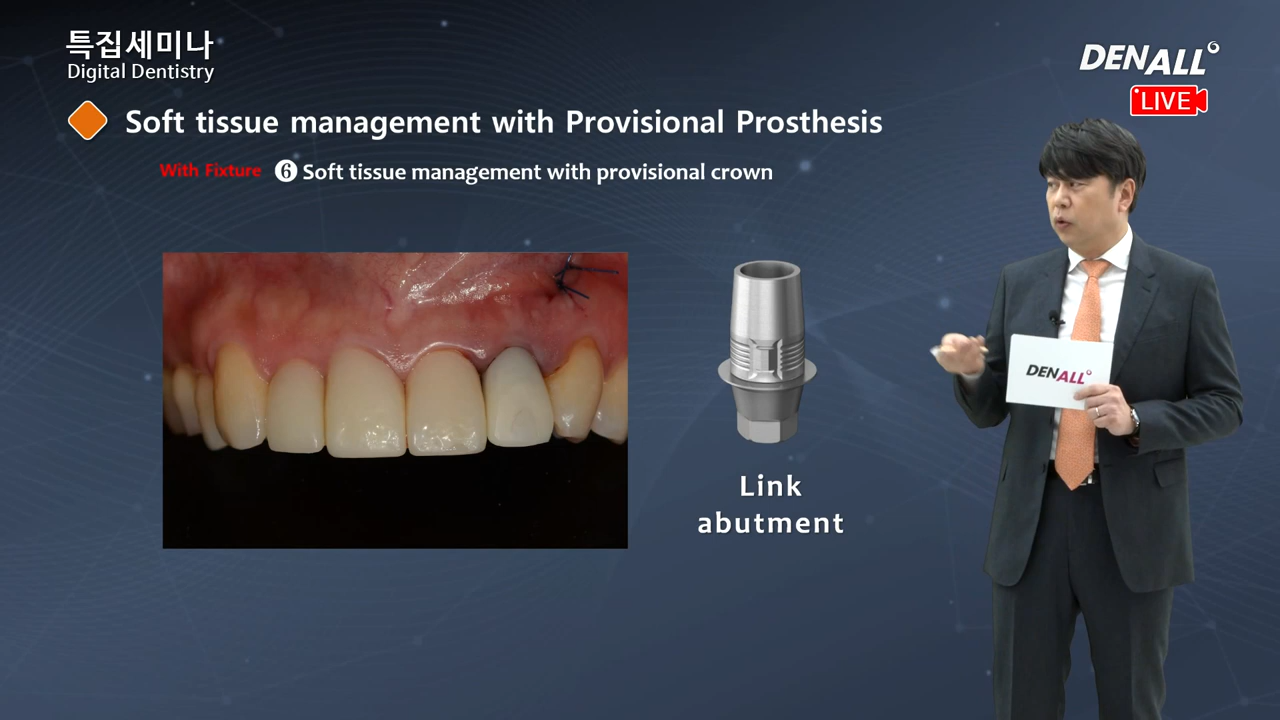 특집세미나
Digital Dentistry
DENALL
LIVE
Soft tissue management with Provisional Prosthesis
With Fixture ❻ Soft tissue management with provisional crown
DENALL
Link
abutment